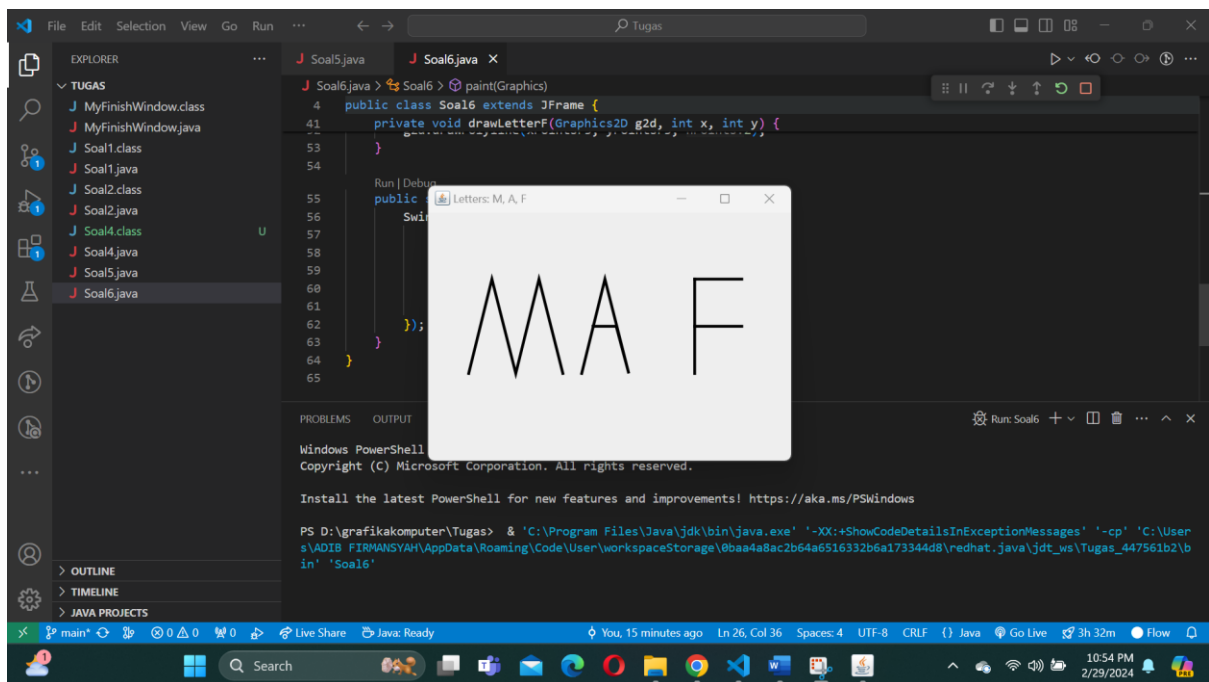 File Edit Selection View Go Run ... Tugas
EXPLORER ...
TUGAS
J MyFinishWindow.class
J MyFinishWindow.java
J Soal1.class
J Soal1.java
J Soal2.class
J Soal2.java
J Soal4.class U
J Soal4.java
J Soal5.java
J Soal6.java
OUTLINE
TIMELINE
JAVA PROJECTS
J Soal5.java J Soal6.java
J Soal6.java > Soal6 > paint(Graphics)
4 public class Soal6 extends JFrame {
41 private void drawLetterF(Graphics2D g2d, int x, int y) {
53 }
54
Run | Debug
55 public
56
57
58
59
60
61
62 });
63 }
64 }
65
Letters: M, A, F
M A F
PROBLEMS OUTPUT Run: Soal6
Windows PowerShell
Copyright (C) Microsoft Corporation. All rights reserved.
Install the latest PowerShell for new features and improvements! https://aka.ms/PSWindows
PS D:\grafikakomputer\Tugas> & 'C:\Program Files\Java\jdk\bin\java.exe' '-XX:+ShowCodeDetailsInExceptionMessages' '-cp' 'C:\User
s\ADIB FIRMANSYAH\AppData\Roaming\Code\User\workspaceStorage\0baa4a8ac2b64a6516332b6a173344d8\redhat.java\jdt_ws\Tugas_447561b2\b
in' 'Soal6'
main* 0 0 0 Live Share Java: Ready You, 15 minutes ago Ln 26, Col 36 Spaces: 4 UTF-8 CRLF {} Java Go Live 3h 32m Flow
Search 10:54 PM
2/29/2024